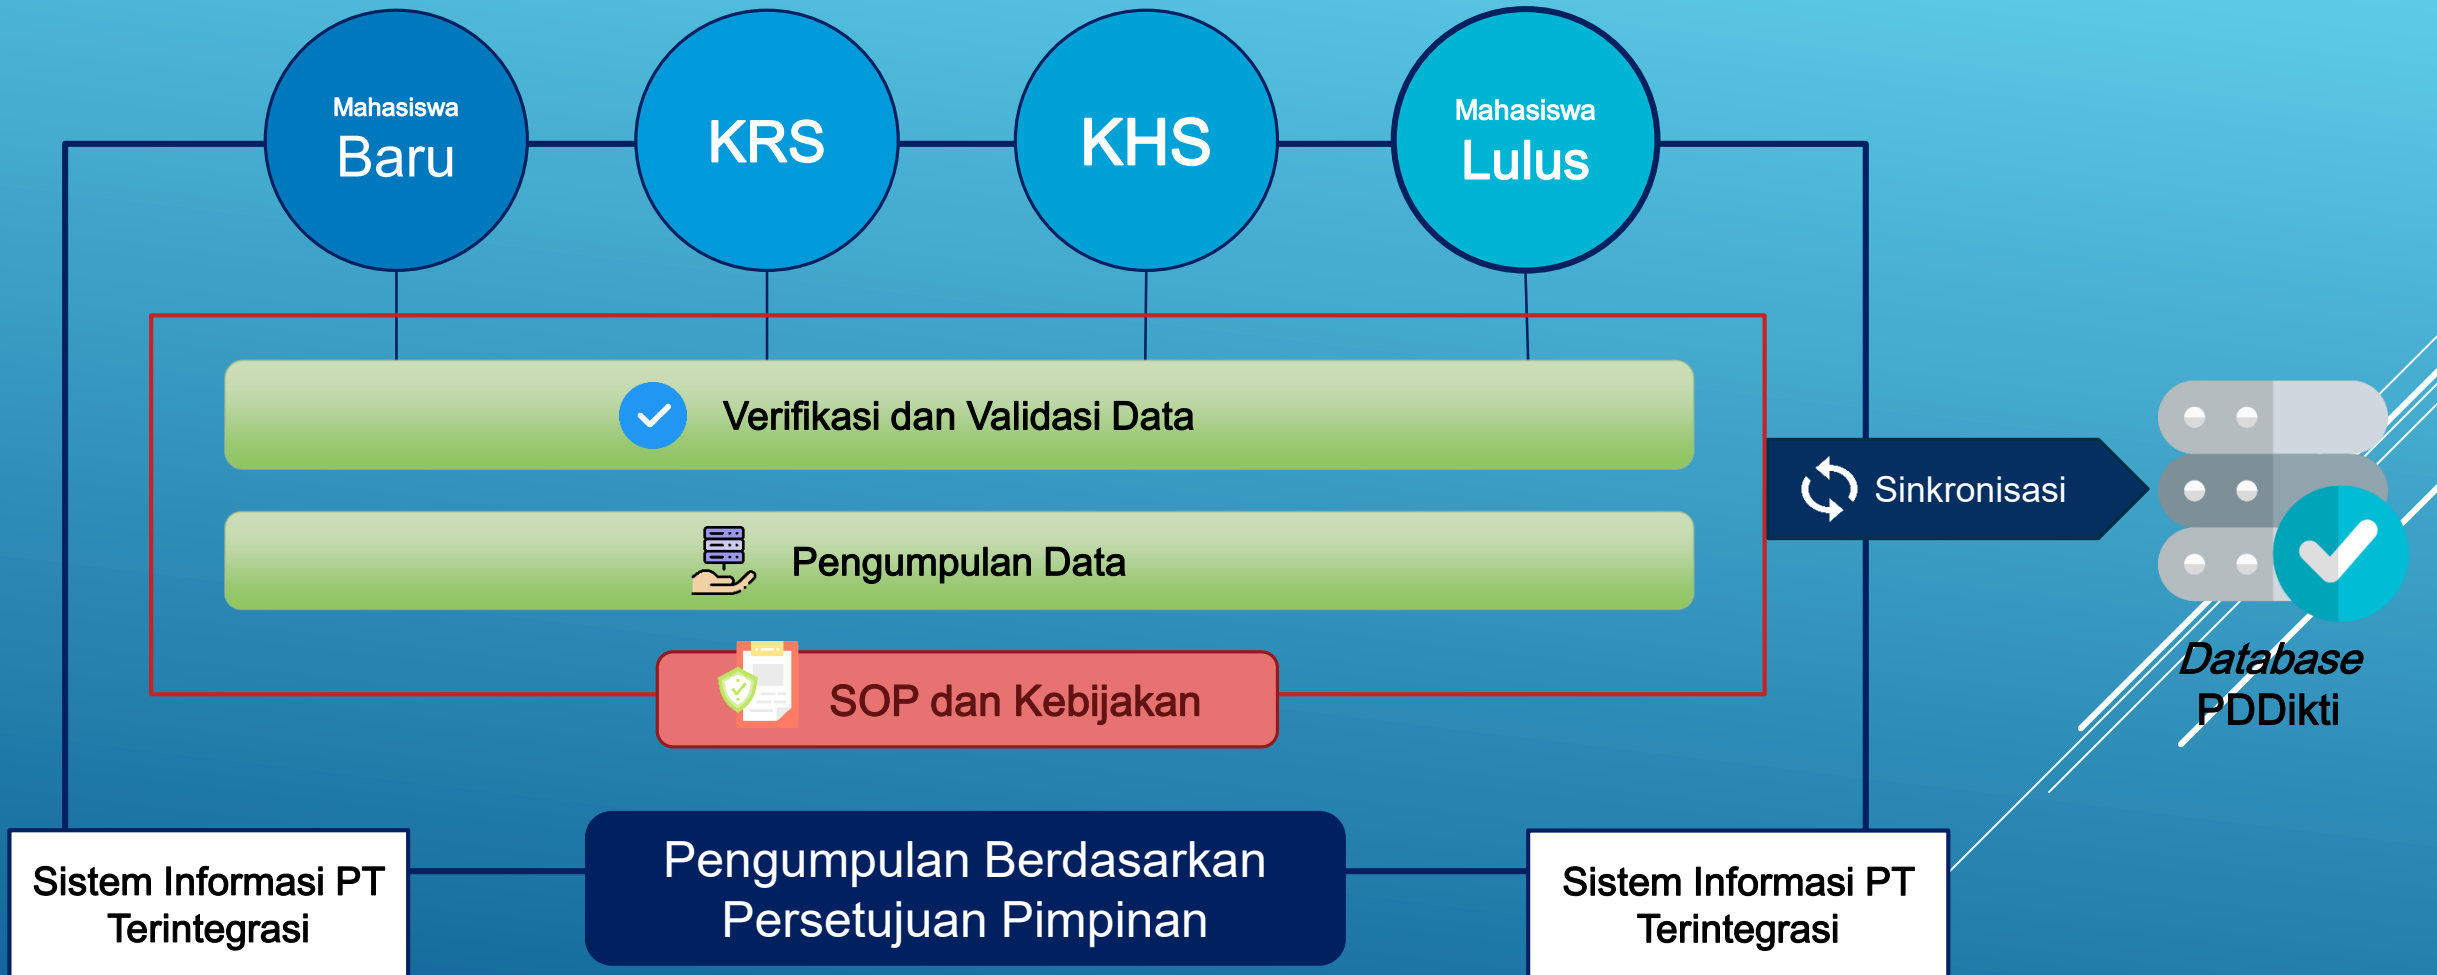 Mahasiswa
Baru
KRS
KHS
Mahasiswa
Lulus
Verifikasi dan Validasi Data
Pengumpulan Data
SOP dan Kebijakan
Sinkronisasi
Database
PDDikti
Sistem Informasi PT
Terintegrasi
Pengumpulan Berdasarkan
Persetujuan Pimpinan
Sistem Informasi PT
Terintegrasi